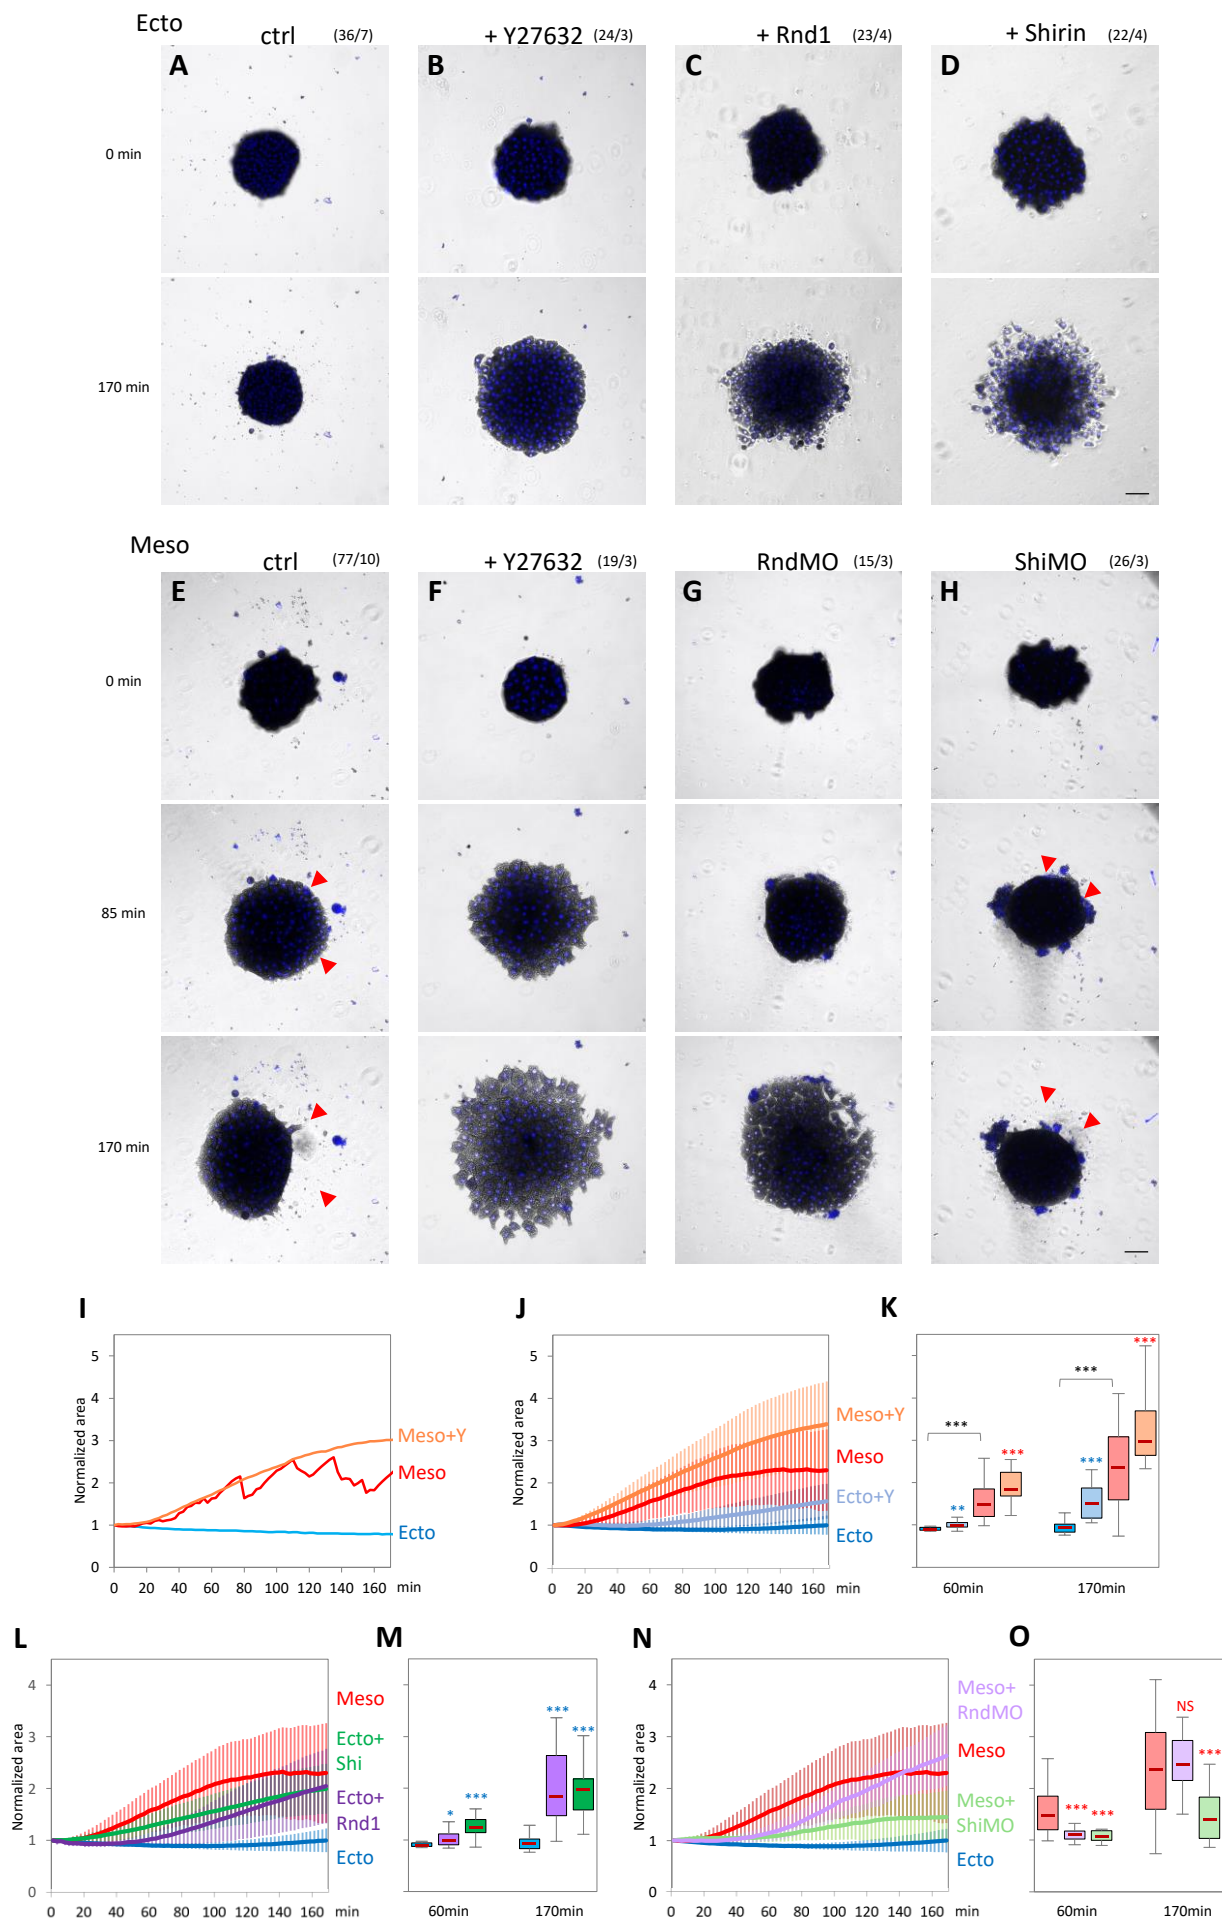 Ecto
ctrl (36/7)
+ Y27632 (24/3)
+ Rnd1 (23/4)
+ Shirin (22/4)
A
B
C
D
0 min
170 min
Meso
ctrl (77/10)
+ Y27632 (19/3)
RndMO (15/3)
ShiMO (26/3)
E
F
G
H
0 min
85 min
170 min
I
J
K
Normalized area
5
4
3
2
1
0
0 20 40 60 80 100 120 140 160 min
Meso+Y
Meso
Ecto
Normalized area
5
4
3
2
1
0
0 20 40 60 80 100 120 140 160 min
Meso+Y
Meso
Ecto+Y
Ecto
***
**
***
***
***
***
60min
170min
L
M
N
O
Normalized area
4
3
2
1
0
0 20 40 60 80 100 120 140 160 min
Meso
Ecto+
Shi
Ecto+
Rnd1
Ecto
*
***
***
***
60min
170min
Normalized area
4
3
2
1
0
0 20 40 60 80 100 120 140 160 min
Meso+
RndMO
Meso
Meso+
ShiMO
Ecto
***
***
NS
***
60min
170min